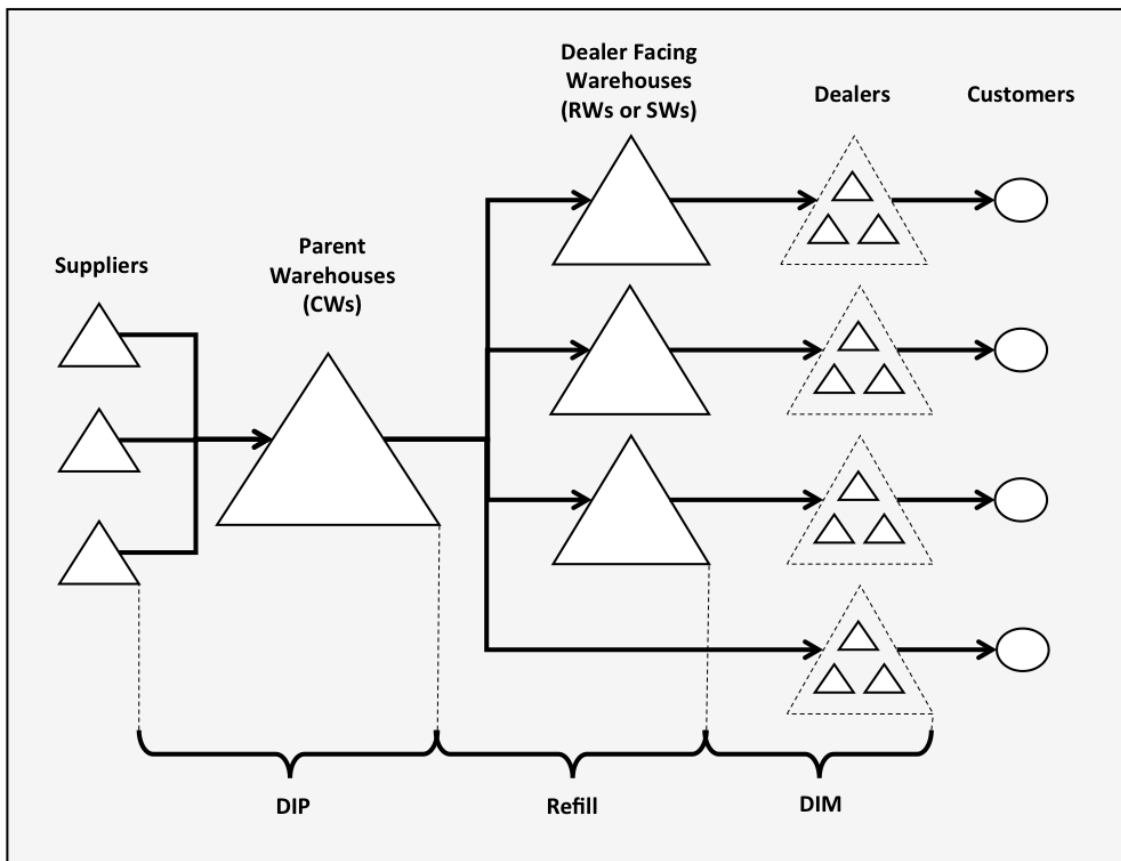 Suppliers
Parent
Warehouses
(CWs)
Dealer Facing
Warehouses
(RWs or SWs)
Dealers
Customers
DIP
Refill
DIM